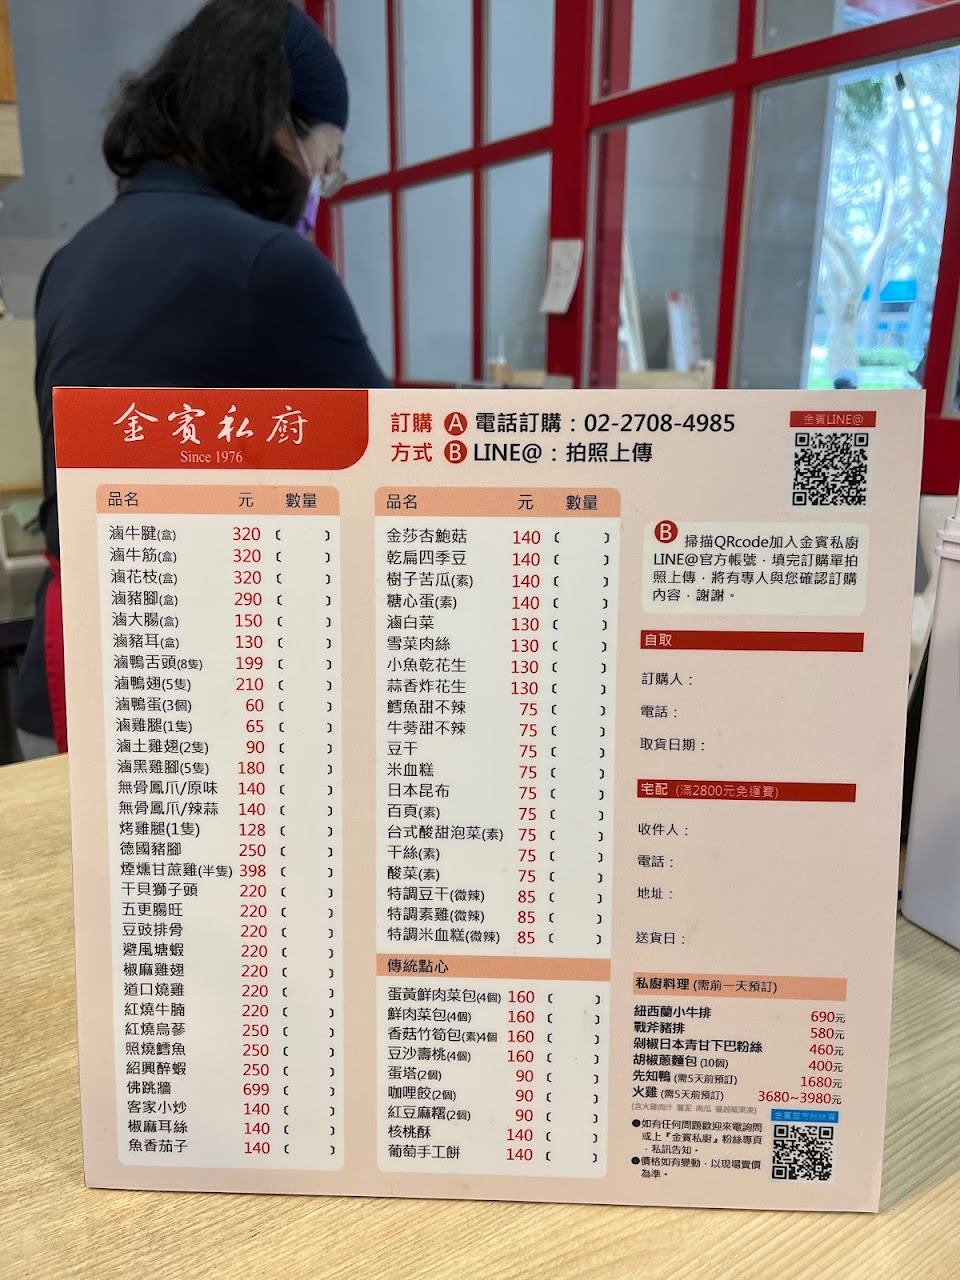 金賓私廚
Since 1976
訂購 A 電話訂購：02-2708-4985
方式 B LINE@：拍照上傳
金賓LINE@
品名 元 數量
滷牛腱(盒) 320 〔 〕
滷牛筋(盒) 320 〔 〕
滷花枝(盒) 320 〔 〕
滷豬腳(盒) 290 〔 〕
滷大腸(盒) 150 〔 〕
滷豬耳(盒) 130 〔 〕
滷鴨舌頭(8隻) 199 〔 〕
滷鴨翅(5隻) 210 〔 〕
滷鴨蛋(3個) 60 〔 〕
滷雞腿(1隻) 65 〔 〕
滷土雞翅(2隻) 90 〔 〕
滷黑雞腳(5隻) 180 〔 〕
無骨鳳爪/原味 140 〔 〕
無骨鳳爪/辣蒜 140 〔 〕
烤雞腿(1隻) 128 〔 〕
德國豬腳 250 〔 〕
煙燻甘蔗雞(半隻) 398 〔 〕
干貝獅子頭 220 〔 〕
五更腸旺 220 〔 〕
豆豉排骨 220 〔 〕
避風塘蝦 220 〔 〕
椒麻雞翅 220 〔 〕
道口燒雞 220 〔 〕
紅燒牛腩 220 〔 〕
紅燒烏蔘 250 〔 〕
照燒鱈魚 250 〔 〕
紹興醉蝦 250 〔 〕
佛跳牆 699 〔 〕
客家小炒 140 〔 〕
椒麻耳絲 140 〔 〕
魚香茄子 140 〔 〕
品名 元 數量
金莎杏鮑菇 140 〔 〕
乾扁四季豆 140 〔 〕
樹子苦瓜(素) 140 〔 〕
糖心蛋(素) 140 〔 〕
滷白菜 130 〔 〕
雪菜肉絲 130 〔 〕
小魚乾花生 130 〔 〕
蒜香炸花生 130 〔 〕
鱈魚甜不辣 75 〔 〕
牛蒡甜不辣 75 〔 〕
豆干 75 〔 〕
米血糕 75 〔 〕
日本昆布 75 〔 〕
百頁(素) 75 〔 〕
台式酸甜泡菜(素) 75 〔 〕
干絲(素) 75 〔 〕
酸菜(素) 75 〔 〕
特調豆干(微辣) 85 〔 〕
特調素雞(微辣) 85 〔 〕
特調米血糕(微辣) 85 〔 〕
傳統點心
蛋黃鮮肉菜包(4個) 160 〔 〕
鮮肉菜包(4個) 160 〔 〕
香菇竹筍包(素)4個 160 〔 〕
豆沙壽桃(4個) 160 〔 〕
蛋塔(2個) 90 〔 〕
咖哩餃(2個) 90 〔 〕
紅豆麻糬(2個) 90 〔 〕
核桃酥 140 〔 〕
葡萄手工餅 140 〔 〕
B 掃描QRcode加入金賓私廚
LINE@官方帳號，填完訂購單拍
照上傳，將有專人與您確認訂購
內容，謝謝。
自取
訂購人：
電話：
取貨日期：
宅配 (滿2800元免運費)
收件人：
電話：
地址：
送貨日：
私廚料理 (需前一天預訂)
紐西蘭小牛排 690元
戰斧豬排 580元
剁椒日本青甘下巴粉絲 460元
胡椒蔥麵包 (10個) 400元
先知鴨 (需5天前預訂) 1680元
火雞 (需5天前預訂) 3680~3980元
(含火雞肉汁 薯泥 南瓜 蔓越莓果凍)
●如有任何問題歡迎來電詢問
或上『金賓私廚』粉絲專頁
，私訊告知。
●價格如有變動，以現場賣價
為準。